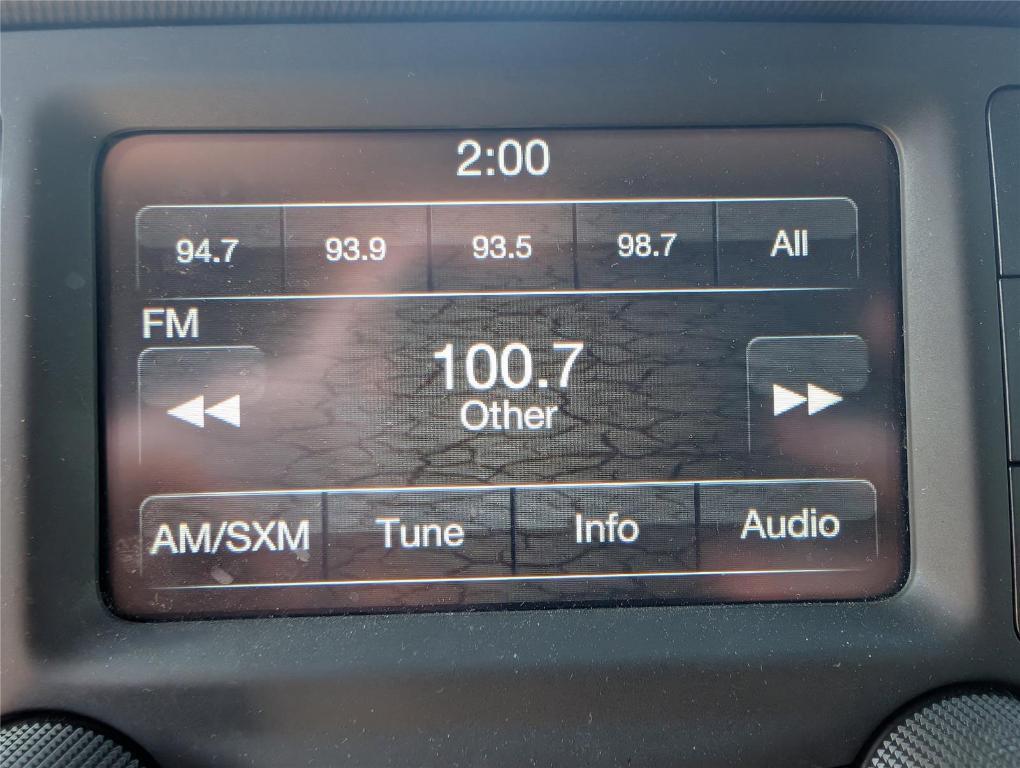 2:00
94.7 93.9 93.5 98.7 All
FM
100.7
Other
AM/SXM Tune Info Audio